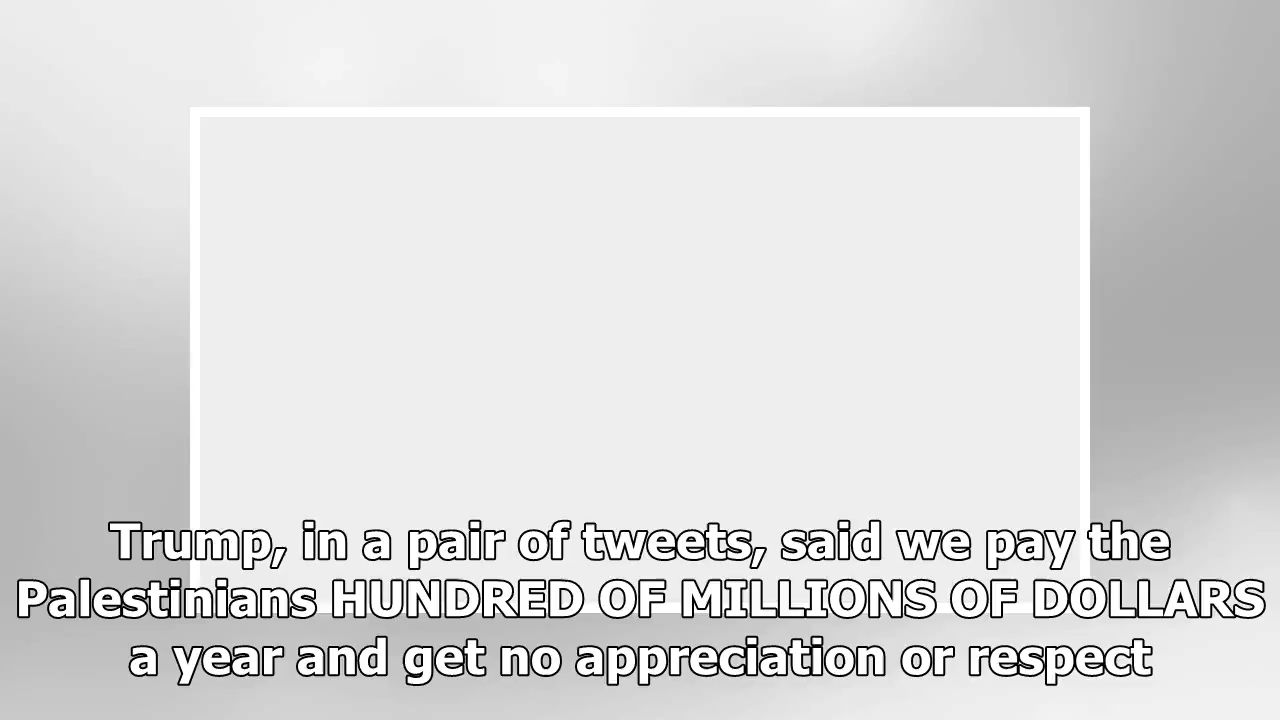 Trump, in a pair of tweets, said we pay the
Palestinians HUNDRED OF MILLIONS OF DOLLARS
a year and get no appreciation or respect